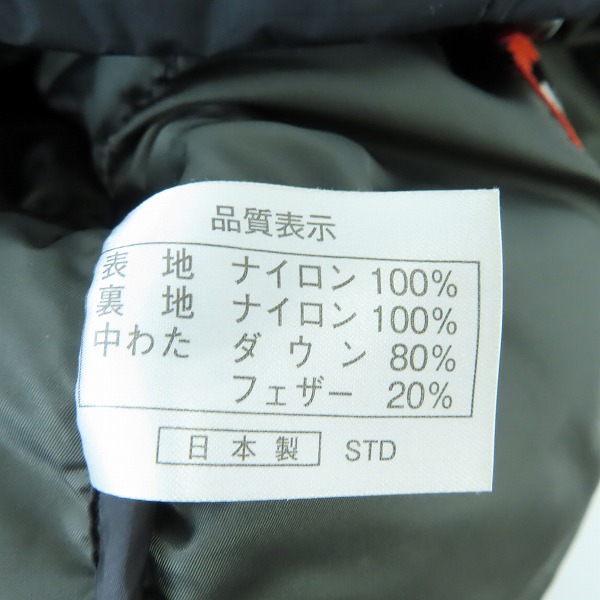 品質表示
表地 ナイロン 100%
裏地 ナイロン 100%
中わた ダウン 80%
フェザー 20%
日本製 STD